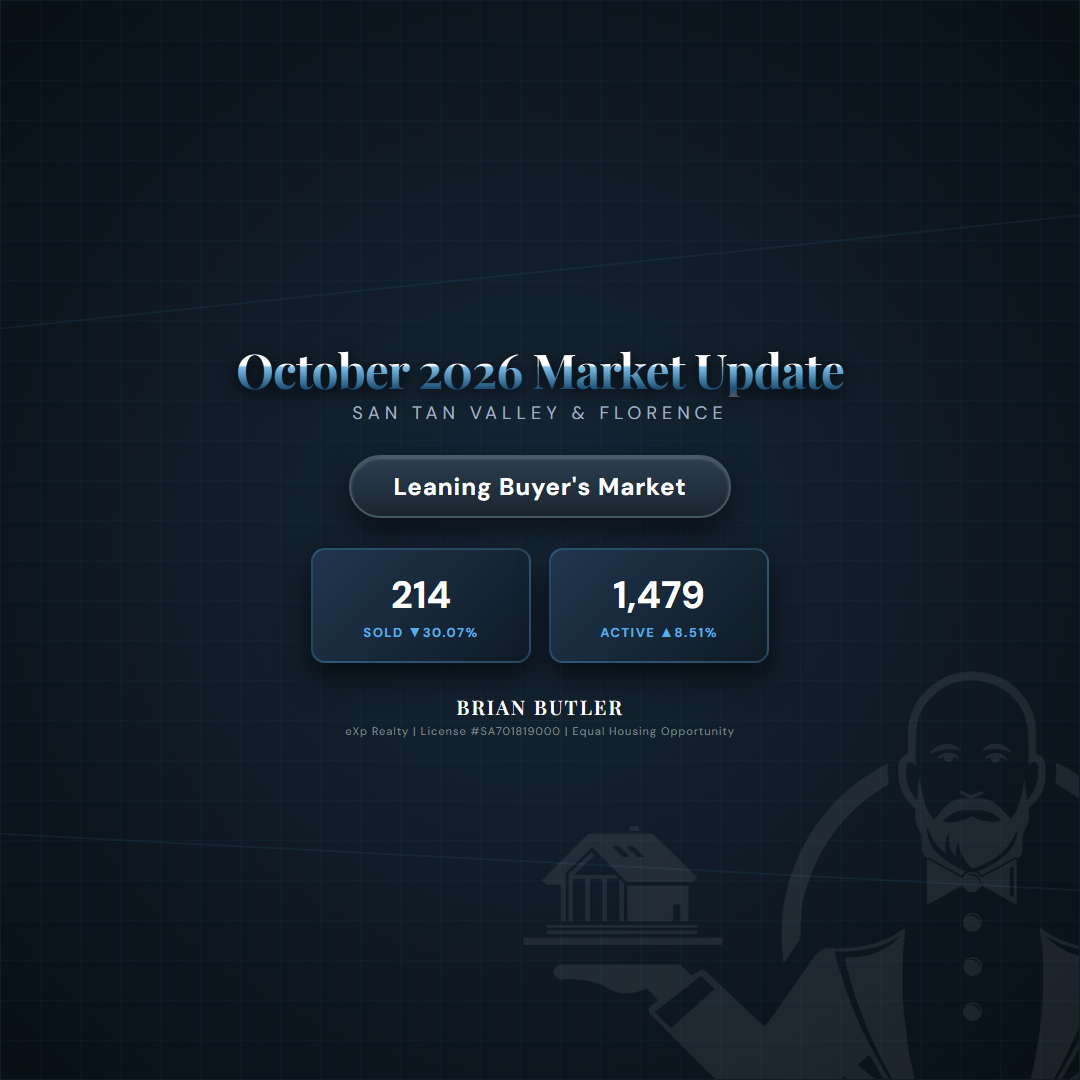 October 2026 Market Update
SAN TAN VALLEY & FLORENCE
Leaning Buyer's Market
214
SOLD ▼30.07%
1,479
ACTIVE ▲8.51%
BRIAN BUTLER
eXp Realty | License #SA701819000 | Equal Housing Opportunity